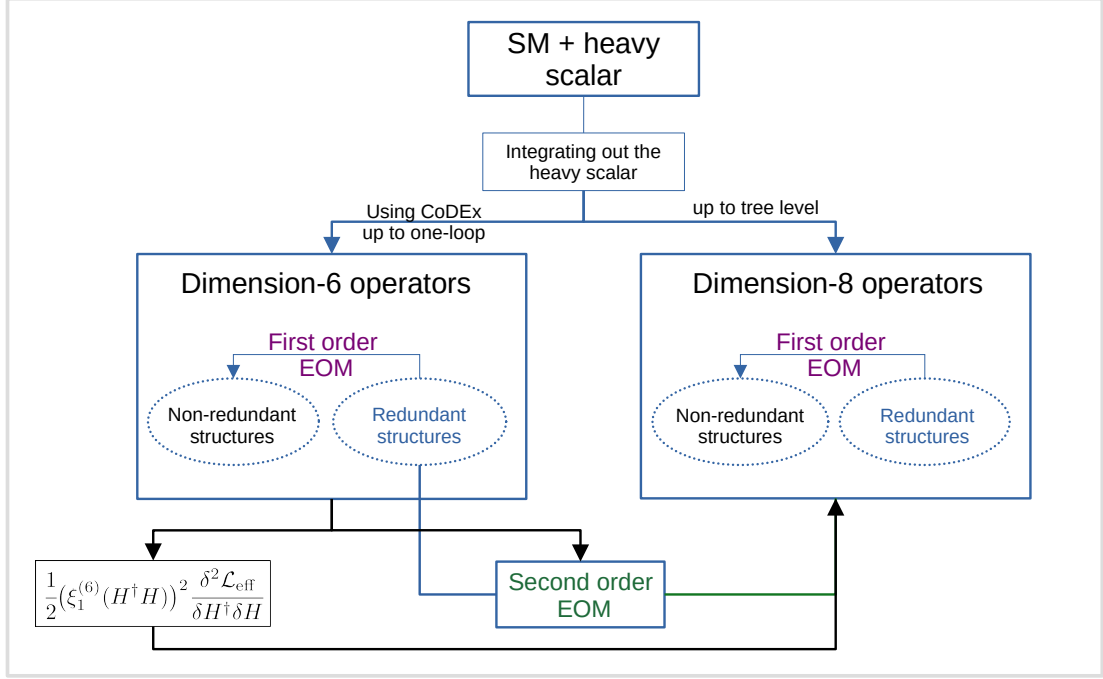 SM + heavy
scalar
Integrating out the
heavy scalar
Using CoDEx
up to one-loop
up to tree level
Dimension-6 operators
First order
EOM
Non-redundant
structures
Redundant
structures
Dimension-8 operators
First order
EOM
Non-redundant
structures
Redundant
structures
$\frac{1}{2}\big(\xi_1^{(6)}(H^\dagger H)\big)^2 \frac{\delta^2 \mathcal{L}_{\text{eff}}}{\delta H^\dagger \delta H}$
Second order
EOM